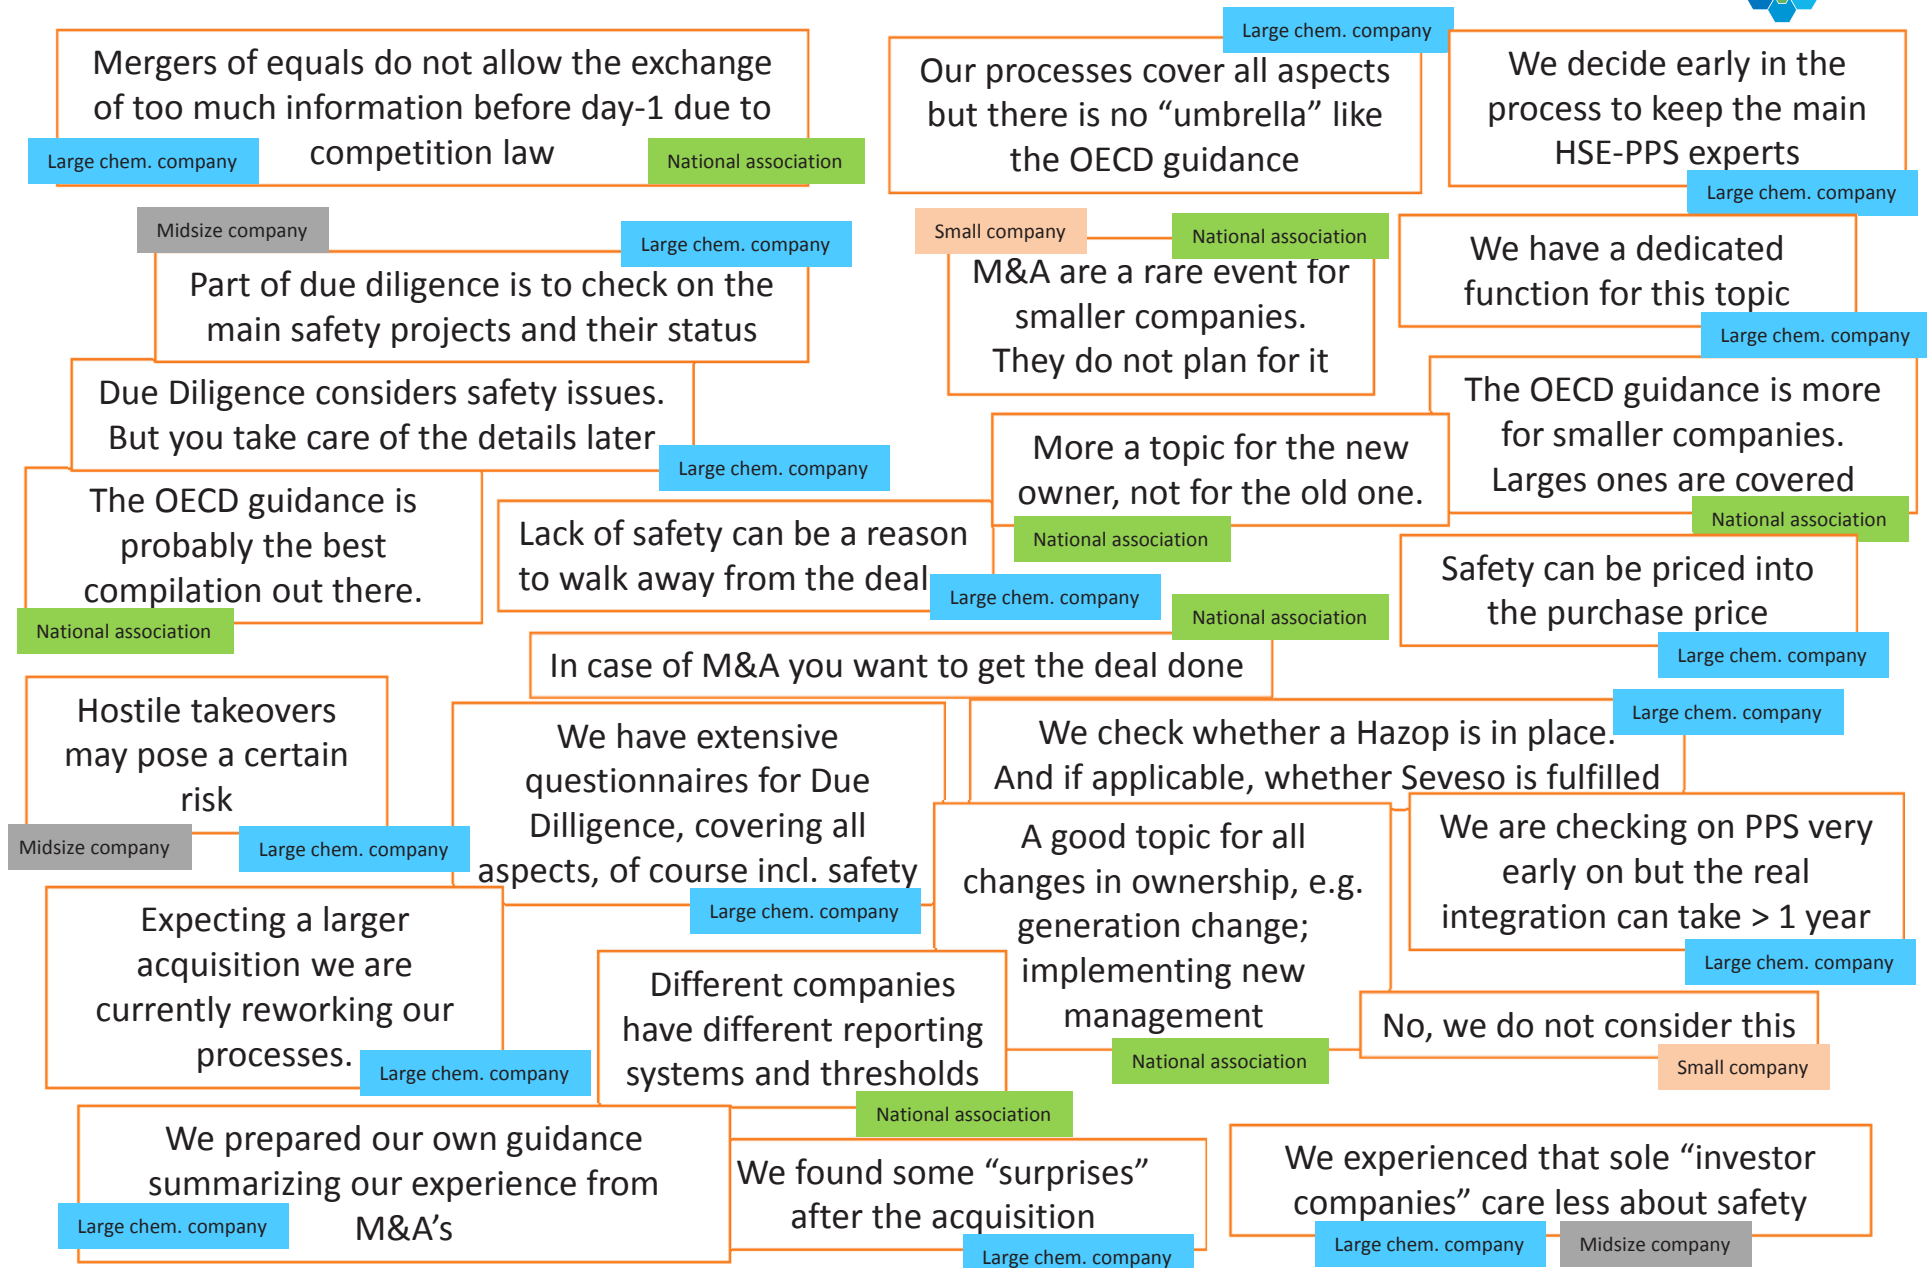 Mergers of equals do not allow the exchange
of too much information before day-1 due to
competition law
Large chem. company
National association
Large chem. company
Our processes cover all aspects
but there is no “umbrella” like
the OECD guidance
We decide early in the
process to keep the main
HSE-PPS experts
Large chem. company
Midsize company
Large chem. company
Part of due diligence is to check on the
main safety projects and their status
Small company
National association
M&A are a rare event for
smaller companies.
They do not plan for it
We have a dedicated
function for this topic
Large chem. company
Due Diligence considers safety issues.
But you take care of the details later
Large chem. company
More a topic for the new
owner, not for the old one.
National association
The OECD guidance is more
for smaller companies.
Larges ones are covered
National association
The OECD guidance is
probably the best
compilation out there.
National association
Lack of safety can be a reason
to walk away from the deal
Large chem. company
Safety can be priced into
the purchase price
Large chem. company
National association
In case of M&A you want to get the deal done
Hostile takeovers
may pose a certain
risk
Midsize company
Large chem. company
We have extensive
questionnaires for Due
Dilligence, covering all
aspects, of course incl. safety
Large chem. company
Large chem. company
We check whether a Hazop is in place.
And if applicable, whether Seveso is fulfilled
A good topic for all
changes in ownership, e.g.
generation change;
implementing new
management
National association
We are checking on PPS very
early on but the real
integration can take > 1 year
Large chem. company
Expecting a larger
acquisition we are
currently reworking our
processes.
Large chem. company
Different companies
have different reporting
systems and thresholds
National association
No, we do not consider this
Small company
We prepared our own guidance
summarizing our experience from
M&A’s
Large chem. company
We found some “surprises”
after the acquisition
Large chem. company
We experienced that sole “investor
companies” care less about safety
Large chem. company
Midsize company